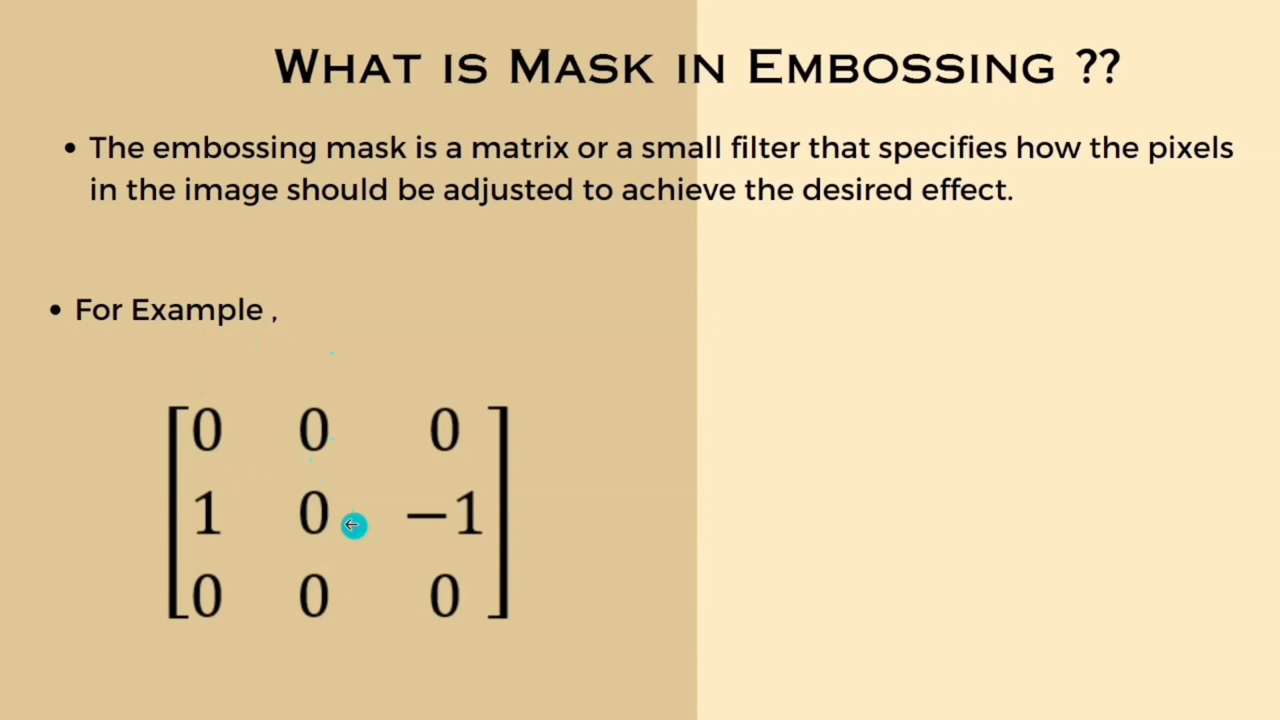 WHAT IS MASK IN EMBOSSING ??
• The embossing mask is a matrix or a small filter that specifies how the pixels
in the image should be adjusted to achieve the desired effect.
• For Example ,
0 0 0
1 0 −1
0 0 0